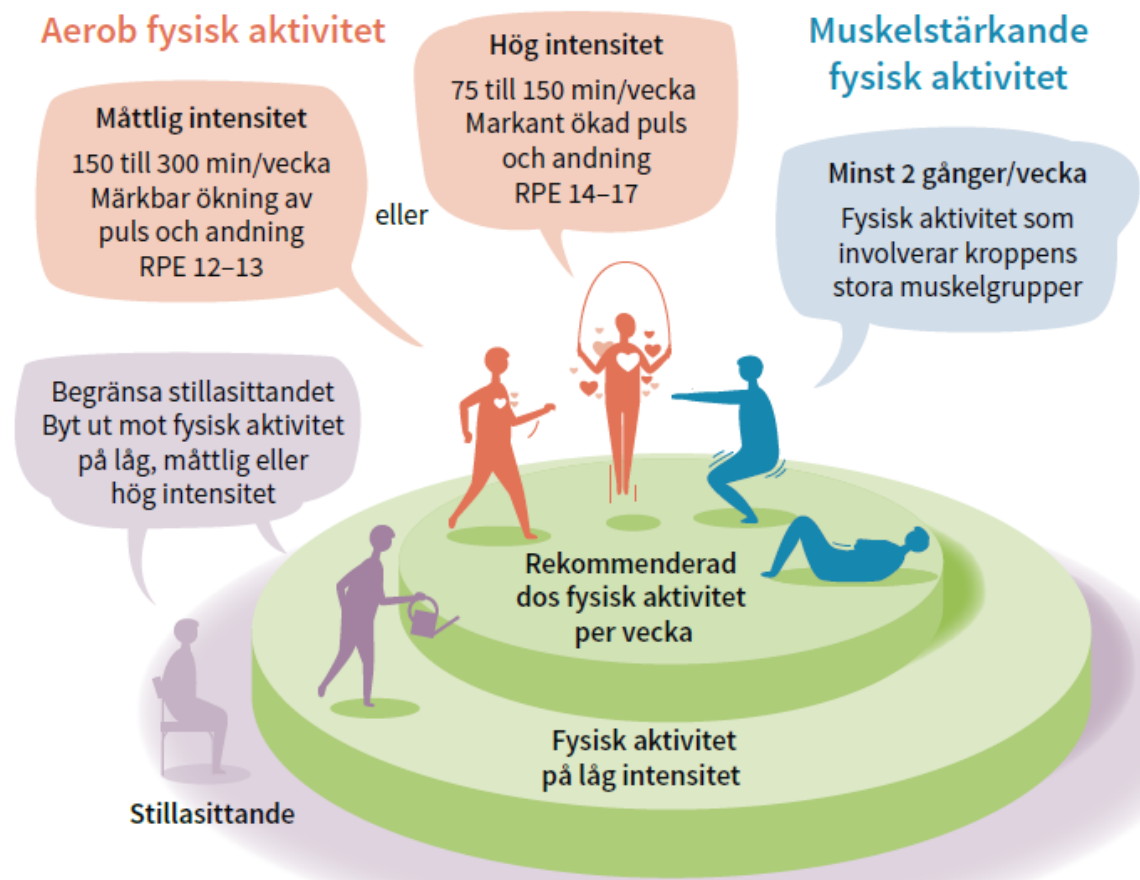 Aerob fysisk aktivitet
Måttlig intensitet
150 till 300 min/vecka
Märkbar ökning av
puls och andning
RPE 12–13
eller
Hög intensitet
75 till 150 min/vecka
Markant ökad puls
och andning
RPE 14–17
Muskelstärkande
fysisk aktivitet
Minst 2 gånger/vecka
Fysisk aktivitet som
involverar kroppens
stora muskelgrupper
Begränsa stillasittandet
Byt ut mot fysisk aktivitet
på låg, måttlig eller
hög intensitet
Rekommenderad
dos fysisk aktivitet
per vecka
Fysisk aktivitet
på låg intensitet
Stillasittande